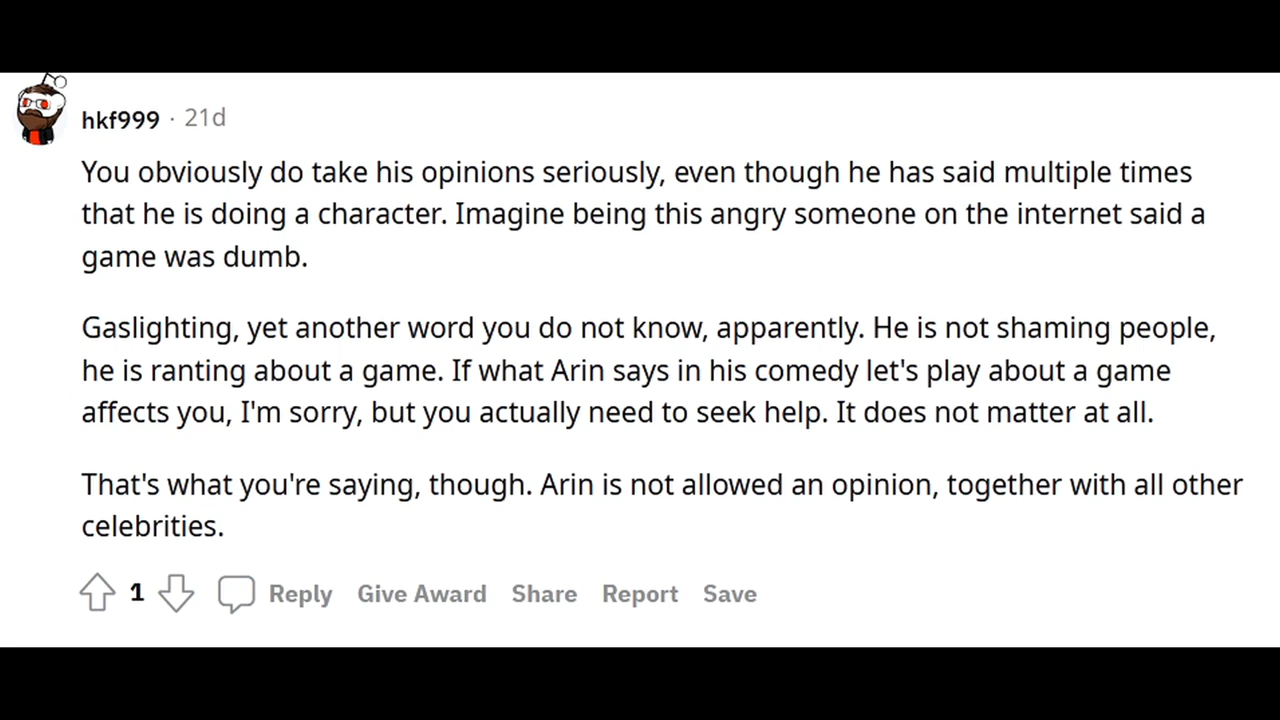 hkf999 · 21d
You obviously do take his opinions seriously, even though he has said multiple times
that he is doing a character. Imagine being this angry someone on the internet said a
game was dumb.
Gaslighting, yet another word you do not know, apparently. He is not shaming people,
he is ranting about a game. If what Arin says in his comedy let's play about a game
affects you, I'm sorry, but you actually need to seek help. It does not matter at all.
That's what you're saying, though. Arin is not allowed an opinion, together with all other
celebrities.
1 Reply Give Award Share Report Save